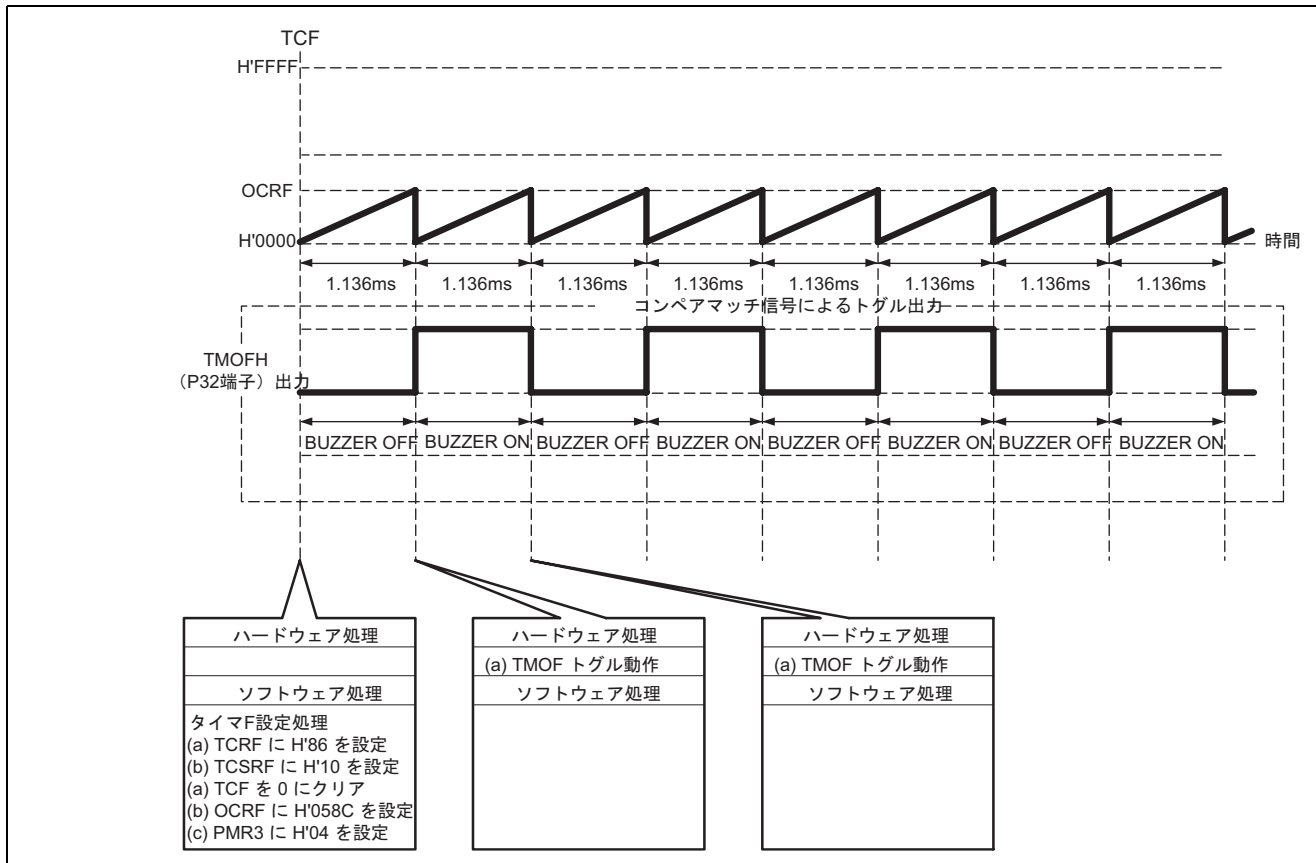 TCF
H'FFFF
OCRF
H'0000
時間
1.136ms 1.136ms 1.136ms 1.136ms 1.136ms 1.136ms 1.136ms 1.136ms
コンペアマッチ信号によるトグル出力
TMOFH
（P32端子）出力
BUZZER OFF BUZZER ON BUZZER OFF BUZZER ON BUZZER OFF BUZZER ON BUZZER OFF BUZZER ON
ハードウェア処理
ソフトウェア処理
タイマF設定処理
(a) TCRF に H'86 を設定
(b) TCSRF に H'10 を設定
(a) TCF を 0 にクリア
(b) OCRF に H'058C を設定
(c) PMR3 に H'04 を設定
ハードウェア処理
(a) TMOF トグル動作
ソフトウェア処理
ハードウェア処理
(a) TMOF トグル動作
ソフトウェア処理